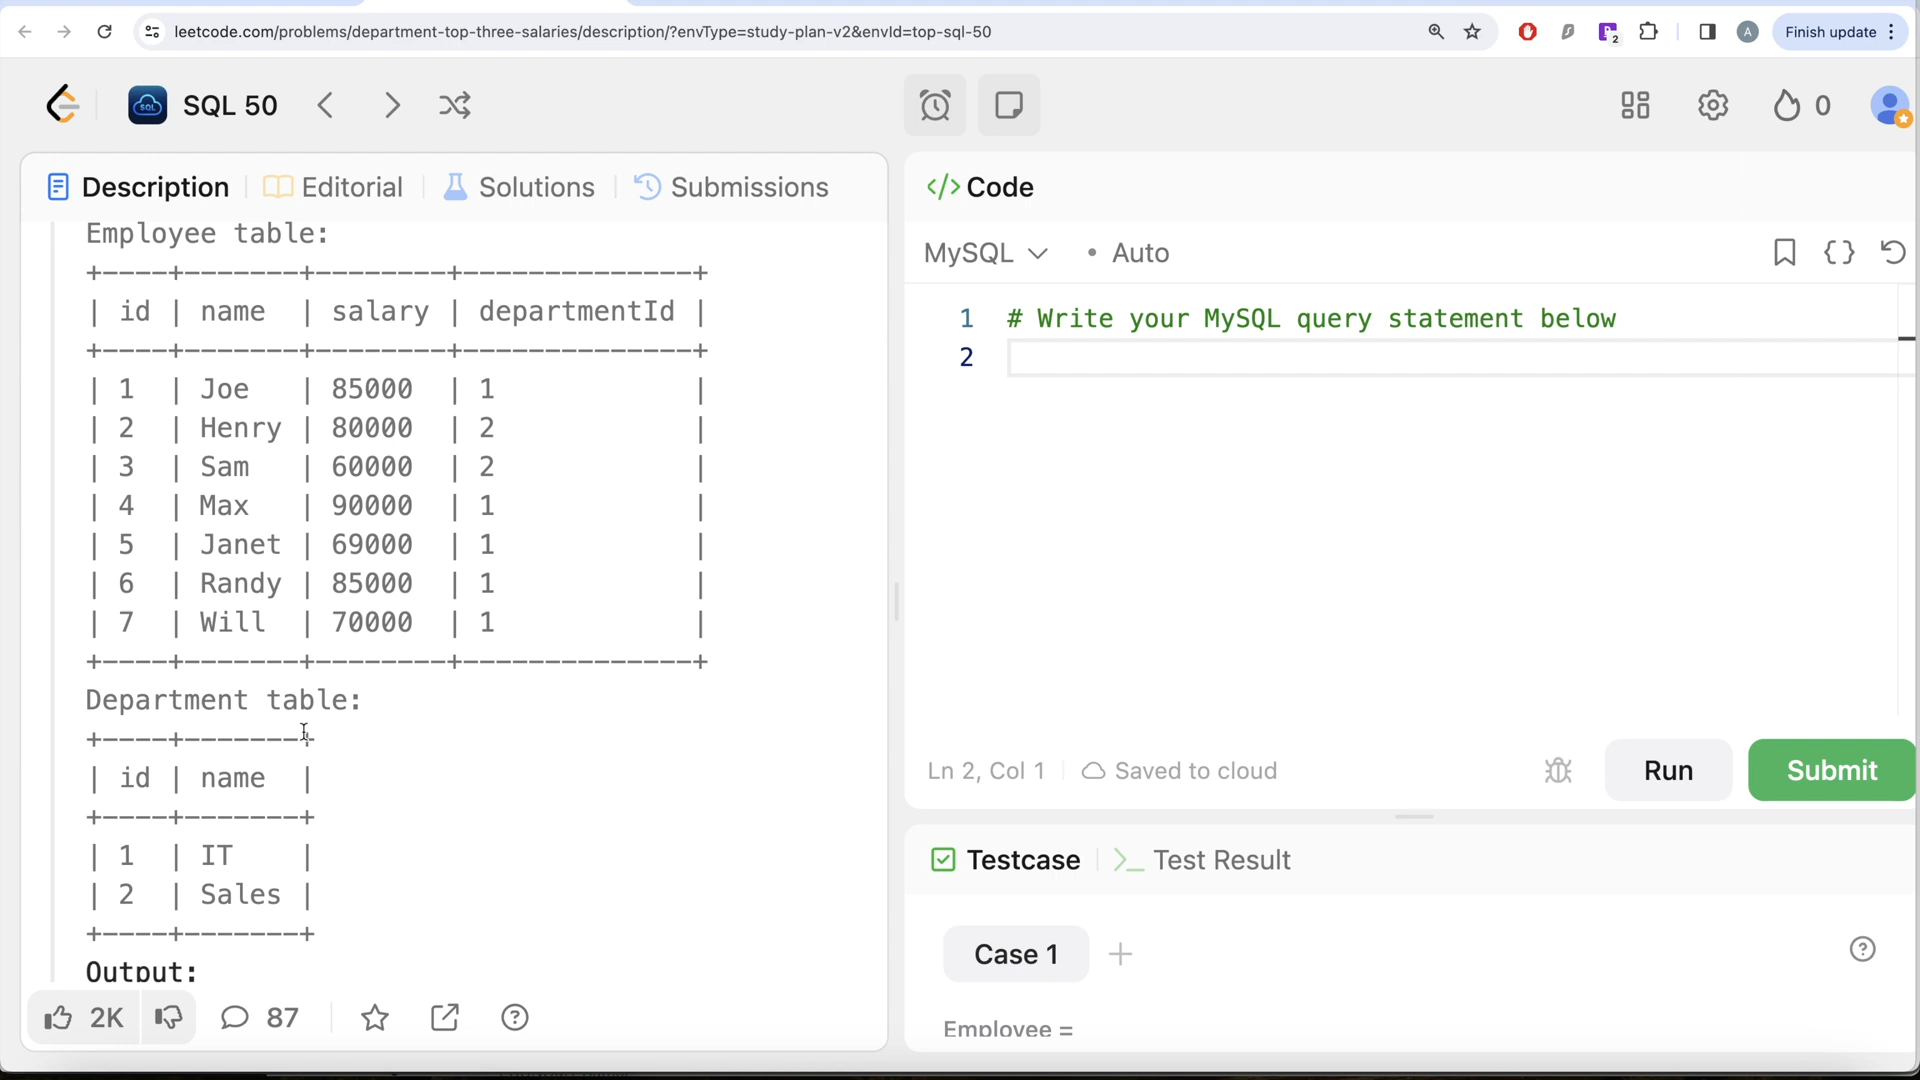 leetcode.com/problems/department-top-three-salaries/description/?envType=study-plan-v2&envId=top-sql-50
2
A
Finish update
SQL
SQL 50
0
Description
Editorial
Solutions
Submissions
Employee table:
+----+-------+--------+--------------+
| id | name  | salary | departmentId |
+----+-------+--------+--------------+
| 1  | Joe   | 85000  | 1            |
| 2  | Henry | 80000  | 2            |
| 3  | Sam   | 60000  | 2            |
| 4  | Max   | 90000  | 1            |
| 5  | Janet | 69000  | 1            |
| 6  | Randy | 85000  | 1            |
| 7  | Will  | 70000  | 1            |
+----+-------+--------+--------------+
Department table:
+----+-------+
| id | name  |
+----+-------+
| 1  | IT    |
| 2  | Sales |
+----+-------+
Output:
2K
87
</> Code
MySQL
• Auto
1 # Write your MySQL query statement below
2
Ln 2, Col 1
Saved to cloud
Run
Submit
Testcase
Test Result
Case 1
Employee =